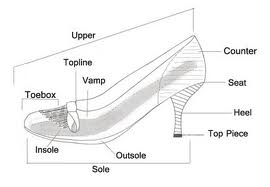 Upper
Topline
Counter
Vamp
Seat
Toebox
Heel
Top Piece
Insole
Outsole
Sole